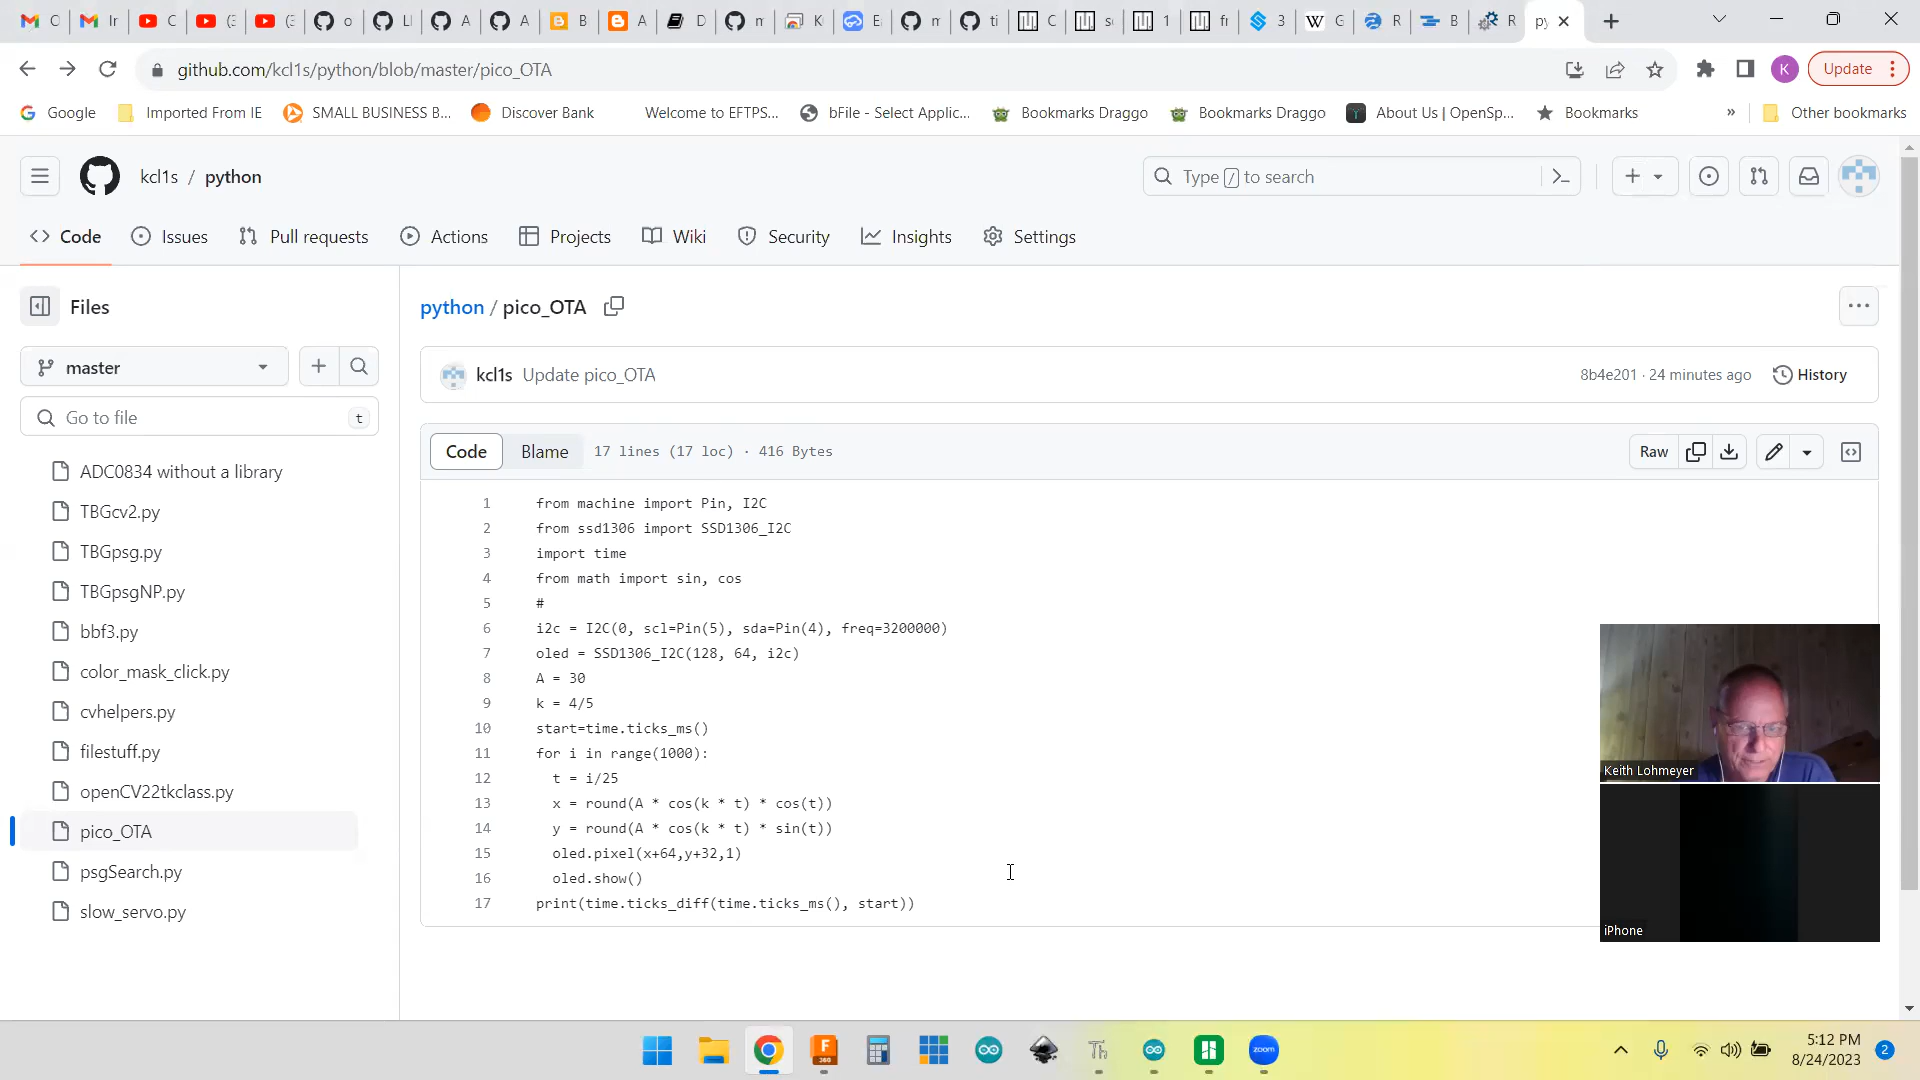 github.com/kcl1s/python/blob/master/pico_OTA
Update
Google
Imported From IE
SMALL BUSINESS B...
Discover Bank
Welcome to EFTPS...
bFile - Select Applic...
Bookmarks Draggo
Bookmarks Draggo
About Us | OpenSp...
Bookmarks
»
Other bookmarks
kcl1s / python
Type / to search
Code
Issues
Pull requests
Actions
Projects
Wiki
Security
Insights
Settings
Files
python / pico_OTA
master
kcl1s Update pico_OTA
8b4e201 · 24 minutes ago
History
Go to file
t
Code
Blame
17 lines (17 loc) · 416 Bytes
Raw
ADC0834 without a library
TBGcv2.py
TBGpsg.py
TBGpsgNP.py
bbf3.py
color_mask_click.py
cvhelpers.py
filestuff.py
openCV22tkclass.py
pico_OTA
psgSearch.py
slow_servo.py
1 from machine import Pin, I2C
2 from ssd1306 import SSD1306_I2C
3 import time
4 from math import sin, cos
5 #
6 i2c = I2C(0, scl=Pin(5), sda=Pin(4), freq=3200000)
7 oled = SSD1306_I2C(128, 64, i2c)
8 A = 30
9 k = 4/5
10 start=time.ticks_ms()
11 for i in range(1000):
12 t = i/25
13 x = round(A * cos(k * t) * cos(t))
14 y = round(A * cos(k * t) * sin(t))
15 oled.pixel(x+64,y+32,1)
16 oled.show()
17 print(time.ticks_diff(time.ticks_ms(), start))
Keith Lohmeyer
iPhone
zoom
5:12 PM
8/24/2023
2